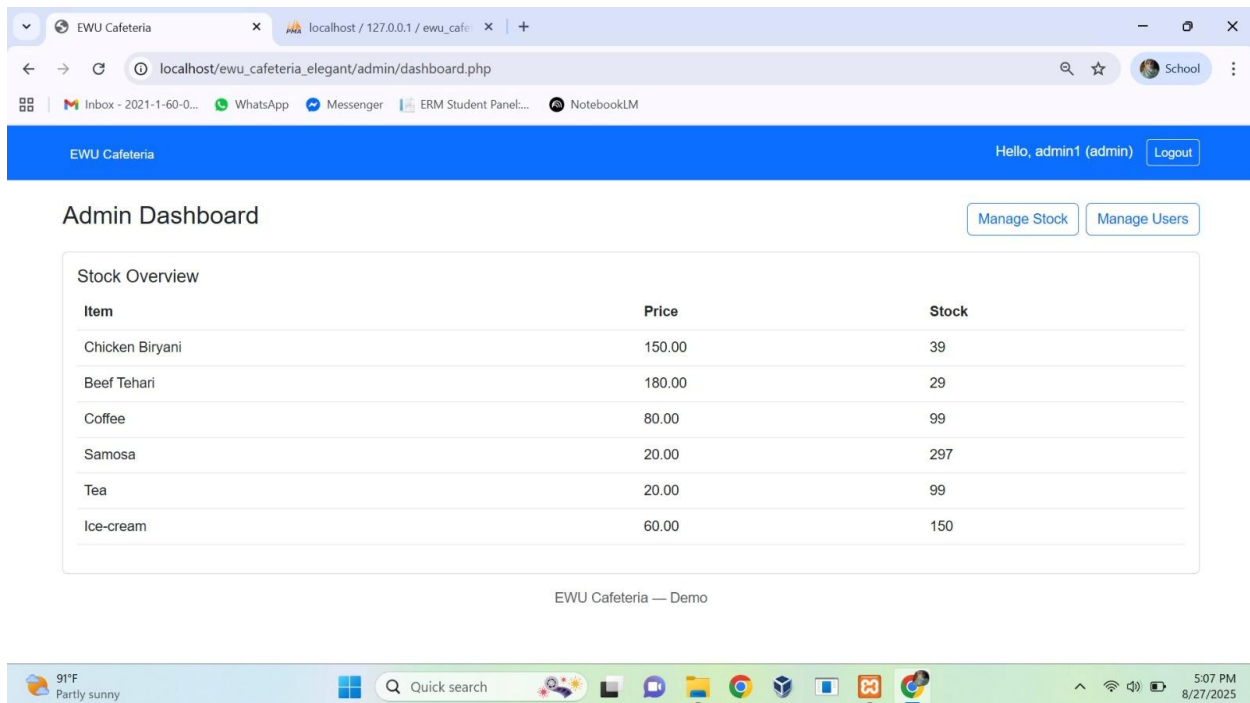 EWU Cafeteria
localhost / 127.0.0.1 / ewu_cafe
localhost/ewu_cafeteria_elegant/admin/dashboard.php
School
Inbox - 2021-1-60-0... WhatsApp Messenger ERM Student Panel:... NotebookLM
EWU Cafeteria Hello, admin1 (admin) Logout
Admin Dashboard Manage Stock Manage Users
Stock Overview
Item Price Stock
Chicken Biryani 150.00 39
Beef Tehari 180.00 29
Coffee 80.00 99
Samosa 20.00 297
Tea 20.00 99
Ice-cream 60.00 150
EWU Cafeteria — Demo
91°F
Partly sunny
Quick search
5:07 PM
8/27/2025